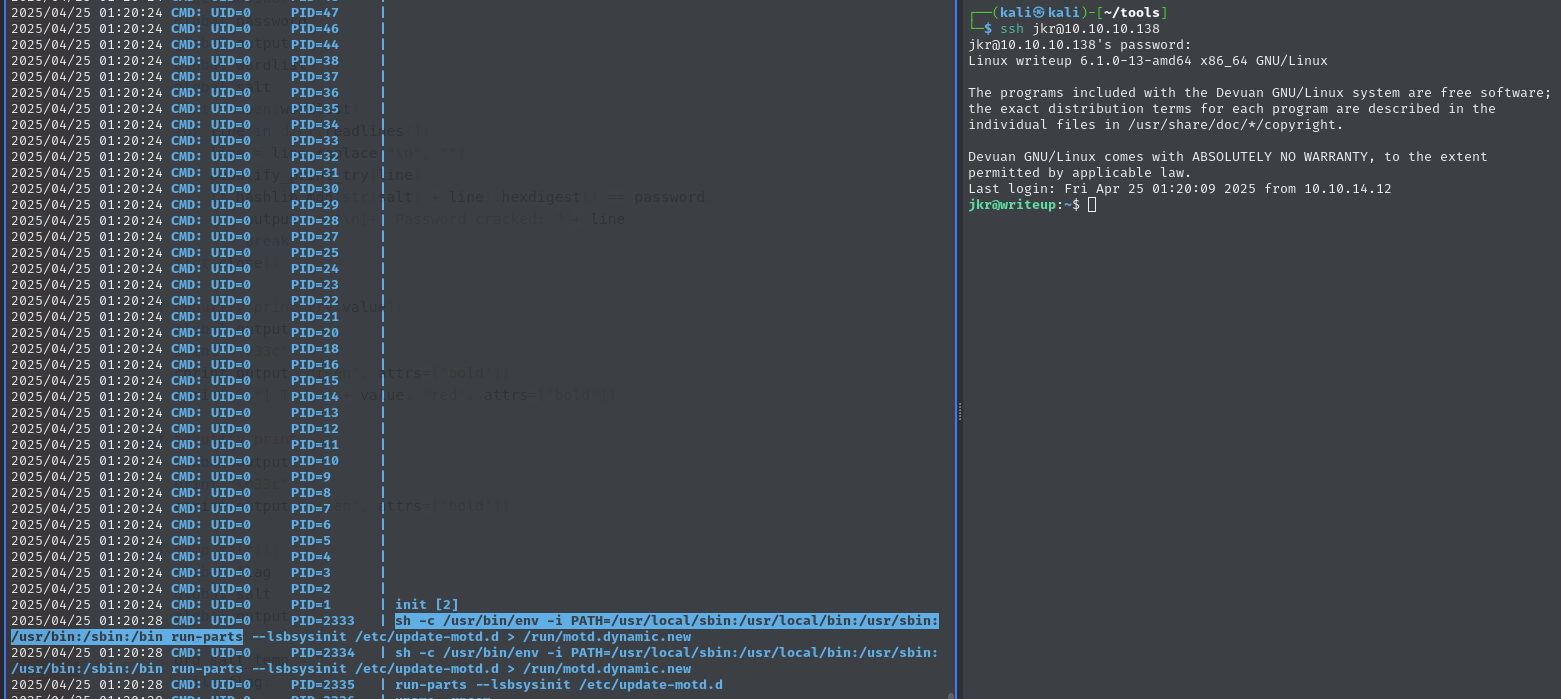 2025/04/25 01:20:24 CMD: UID=0     PID=47     |
2025/04/25 01:20:24 CMD: UID=0     PID=46     |
2025/04/25 01:20:24 CMD: UID=0     PID=44     |
2025/04/25 01:20:24 CMD: UID=0     PID=38     |
2025/04/25 01:20:24 CMD: UID=0     PID=37     |
2025/04/25 01:20:24 CMD: UID=0     PID=36     |
2025/04/25 01:20:24 CMD: UID=0     PID=35     |
2025/04/25 01:20:24 CMD: UID=0     PID=34     |
2025/04/25 01:20:24 CMD: UID=0     PID=33     |
2025/04/25 01:20:24 CMD: UID=0     PID=32     |
2025/04/25 01:20:24 CMD: UID=0     PID=31     |
2025/04/25 01:20:24 CMD: UID=0     PID=30     |
2025/04/25 01:20:24 CMD: UID=0     PID=29     |
2025/04/25 01:20:24 CMD: UID=0     PID=28     |
2025/04/25 01:20:24 CMD: UID=0     PID=27     |
2025/04/25 01:20:24 CMD: UID=0     PID=25     |
2025/04/25 01:20:24 CMD: UID=0     PID=24     |
2025/04/25 01:20:24 CMD: UID=0     PID=23     |
2025/04/25 01:20:24 CMD: UID=0     PID=22     |
2025/04/25 01:20:24 CMD: UID=0     PID=21     |
2025/04/25 01:20:24 CMD: UID=0     PID=20     |
2025/04/25 01:20:24 CMD: UID=0     PID=18     |
2025/04/25 01:20:24 CMD: UID=0     PID=16     |
2025/04/25 01:20:24 CMD: UID=0     PID=15     |
2025/04/25 01:20:24 CMD: UID=0     PID=14     |
2025/04/25 01:20:24 CMD: UID=0     PID=13     |
2025/04/25 01:20:24 CMD: UID=0     PID=12     |
2025/04/25 01:20:24 CMD: UID=0     PID=11     |
2025/04/25 01:20:24 CMD: UID=0     PID=10     |
2025/04/25 01:20:24 CMD: UID=0     PID=9      |
2025/04/25 01:20:24 CMD: UID=0     PID=8      |
2025/04/25 01:20:24 CMD: UID=0     PID=7      |
2025/04/25 01:20:24 CMD: UID=0     PID=6      |
2025/04/25 01:20:24 CMD: UID=0     PID=5      |
2025/04/25 01:20:24 CMD: UID=0     PID=4      |
2025/04/25 01:20:24 CMD: UID=0     PID=3      |
2025/04/25 01:20:24 CMD: UID=0     PID=2      |
2025/04/25 01:20:24 CMD: UID=0     PID=1      | init [2]
2025/04/25 01:20:28 CMD: UID=0     PID=2333   | sh -c /usr/bin/env -i PATH=/usr/local/sbin:/usr/local/bin:/usr/sbin:
/usr/bin:/sbin:/bin run-parts --lsbsysinit /etc/update-motd.d > /run/motd.dynamic.new
2025/04/25 01:20:28 CMD: UID=0     PID=2334   | sh -c /usr/bin/env -i PATH=/usr/local/sbin:/usr/local/bin:/usr/sbin:
/usr/bin:/sbin:/bin run-parts --lsbsysinit /etc/update-motd.d > /run/motd.dynamic.new
2025/04/25 01:20:28 CMD: UID=0     PID=2335   | run-parts --lsbsysinit /etc/update-motd.d
┌──(kali㉿kali)-[~/tools]
└─$ ssh jkr@10.10.10.138
jkr@10.10.10.138's password:
Linux writeup 6.1.0-13-amd64 x86_64 GNU/Linux

The programs included with the Devuan GNU/Linux system are free software;
the exact distribution terms for each program are described in the
individual files in /usr/share/doc/*/copyright.

Devuan GNU/Linux comes with ABSOLUTELY NO WARRANTY, to the extent
permitted by applicable law.
Last login: Fri Apr 25 01:20:09 2025 from 10.10.14.12
jkr@writeup:~$